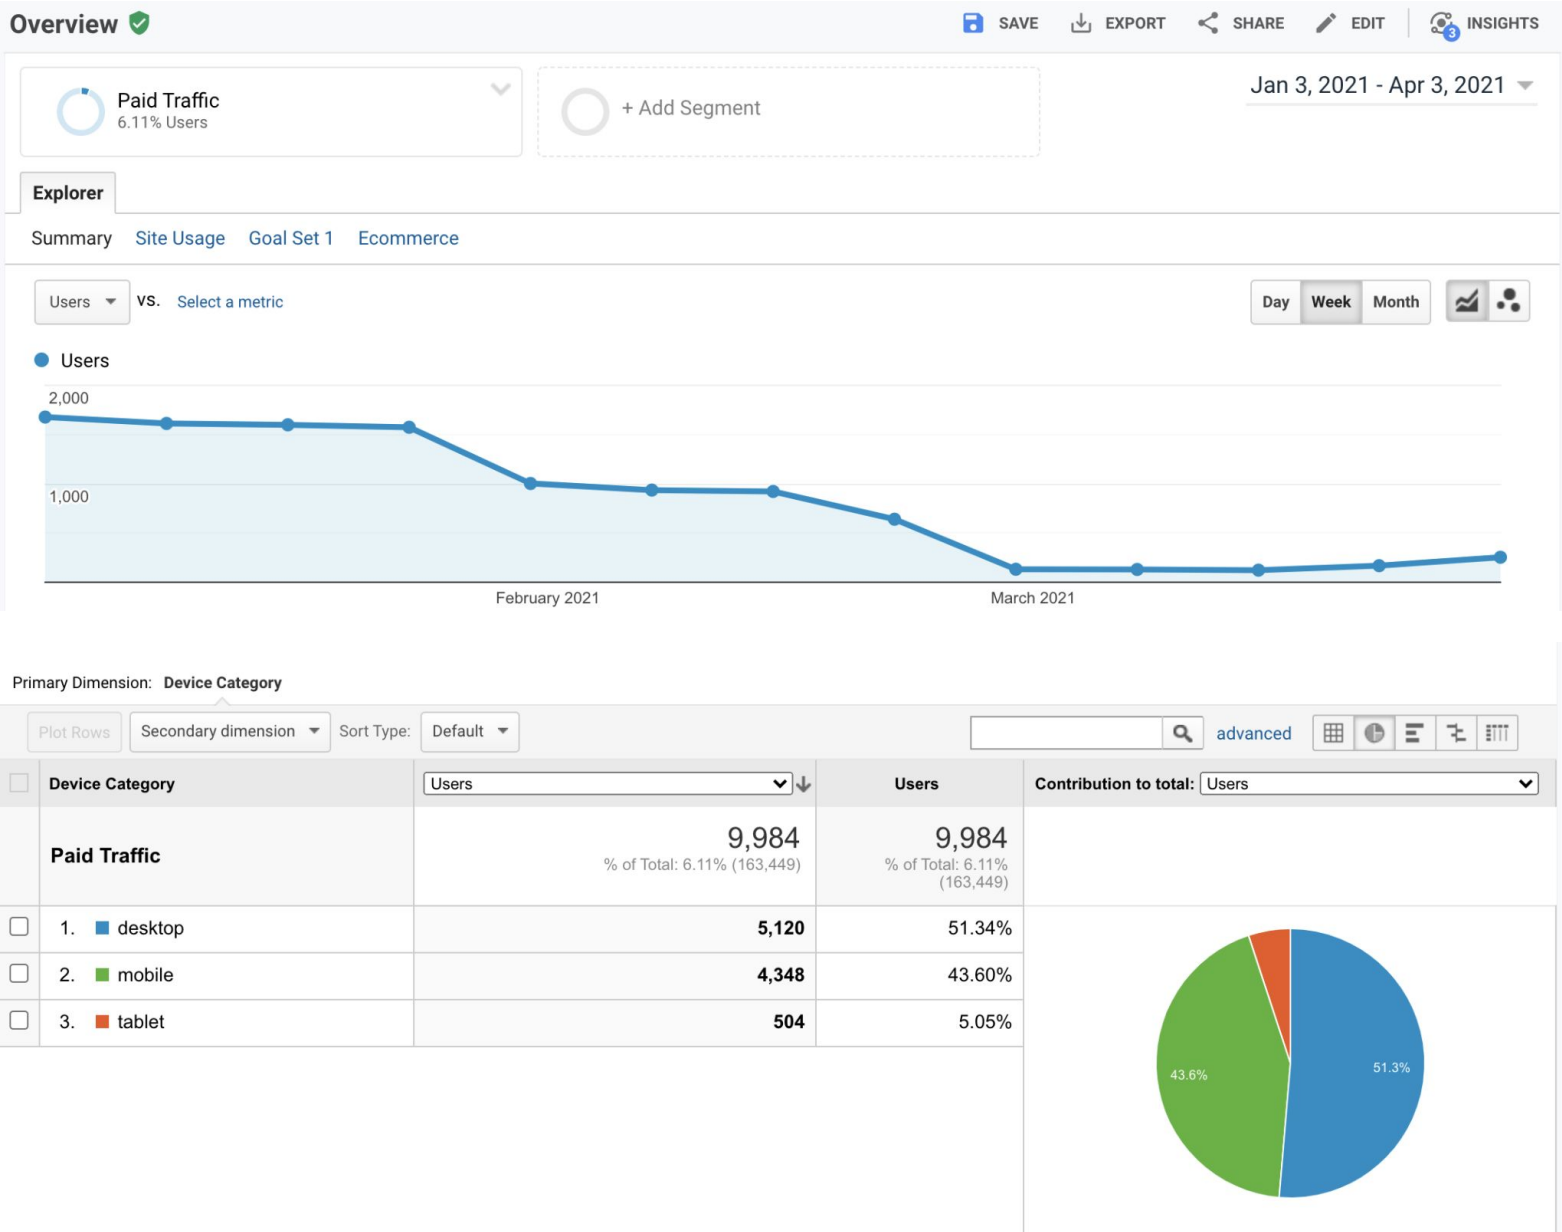 Overview
SAVE EXPORT SHARE EDIT 3 INSIGHTS
Paid Traffic
6.11% Users
+ Add Segment
Jan 3, 2021 - Apr 3, 2021
Explorer
Summary Site Usage Goal Set 1 Ecommerce
Users VS. Select a metric
Day Week Month
Users
2,000
1,000
February 2021 March 2021
Primary Dimension: Device Category
Plot Rows Secondary dimension Sort Type: Default advanced
Device Category Users Users Contribution to total: Users
Paid Traffic 9,984 9,984
% of Total: 6.11% (163,449) % of Total: 6.11%
(163,449)
1. desktop 5,120 51.34%
2. mobile 4,348 43.60%
3. tablet 504 5.05%
43.6% 51.3%